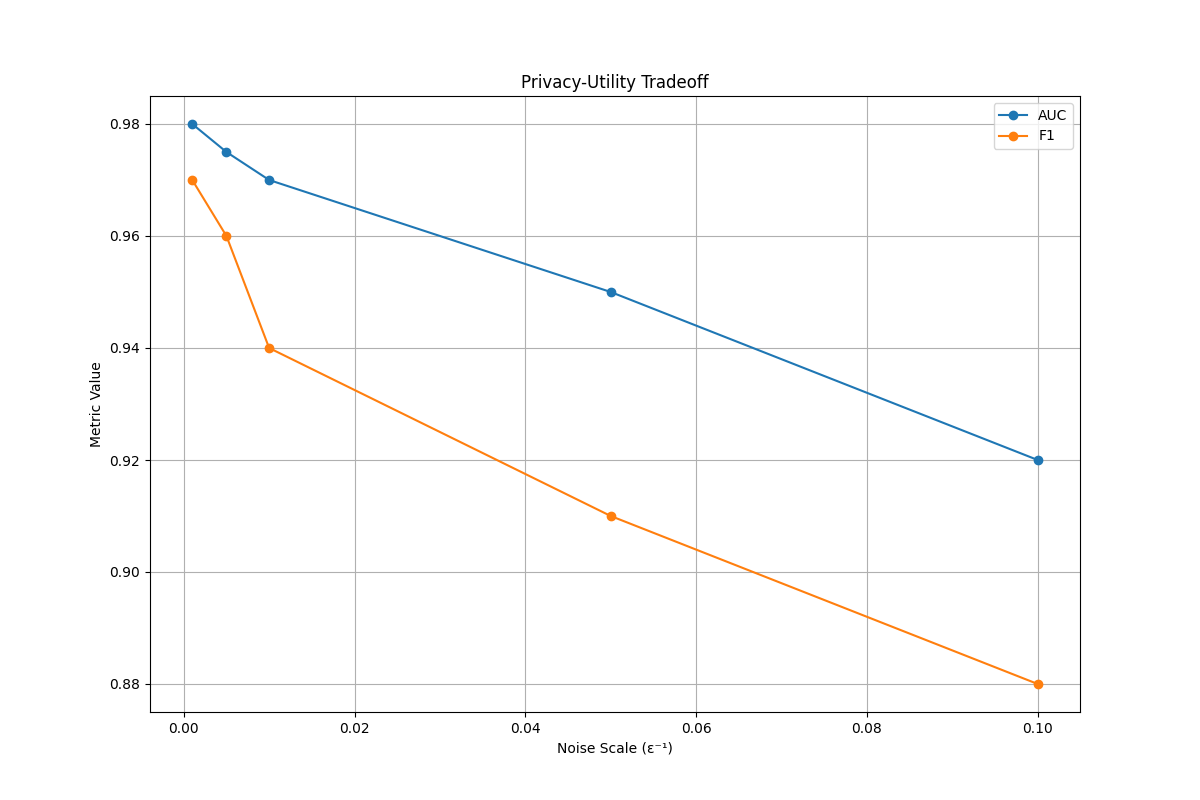 Privacy-Utility Tradeoff
AUC
F1
0.98
0.96
0.94
0.92
0.90
0.88
Metric Value
0.00 0.02 0.04 0.06 0.08 0.10
Noise Scale (ε⁻¹)